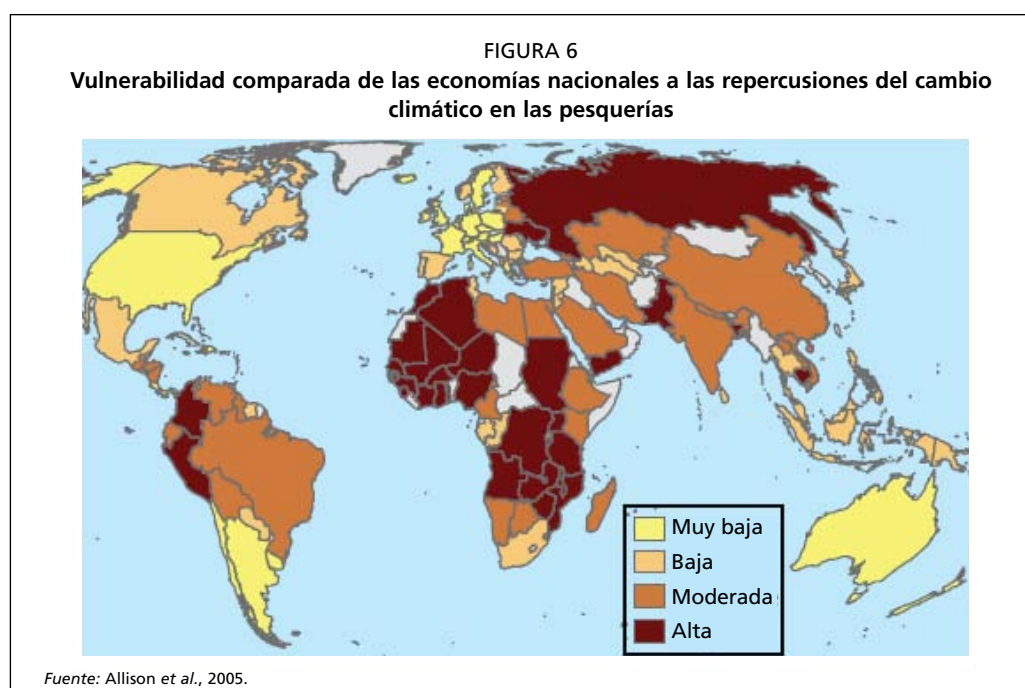 FIGURA 6
Vulnerabilidad comparada de las economías nacionales a las repercusiones del cambio
climático en las pesquerías
Muy baja
Baja
Moderada
Alta
Fuente: Allison et al., 2005.